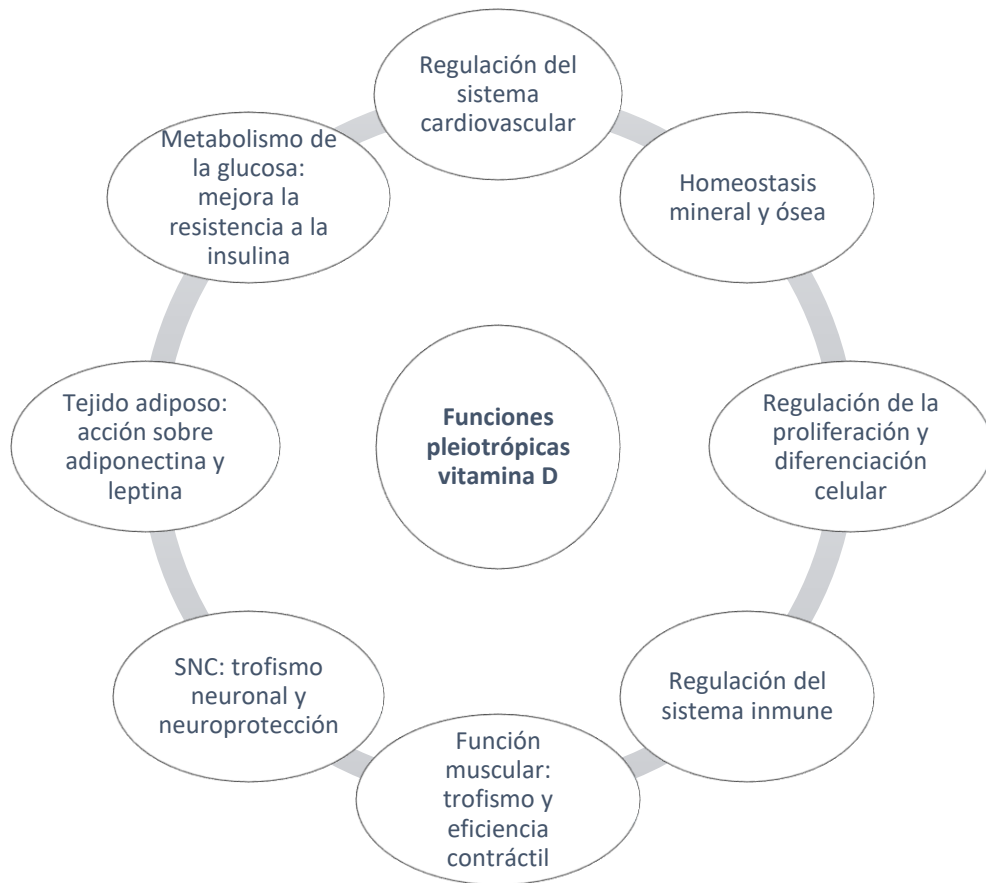 Regulación del
sistema
cardiovascular
Homeostasis
mineral y ósea
Regulación de la
proliferación y
diferenciación
celular
Regulación del
sistema inmune
Función
muscular:
trofismo y
eficiencia
contráctil
SNC: trofismo
neuronal y
neuroprotección
Tejido adiposo:
acción sobre
adiponectina y
leptina
Metabolismo de
la glucosa:
mejora la
resistencia a la
insulina
Funciones
pleiotrópicas
vitamina D